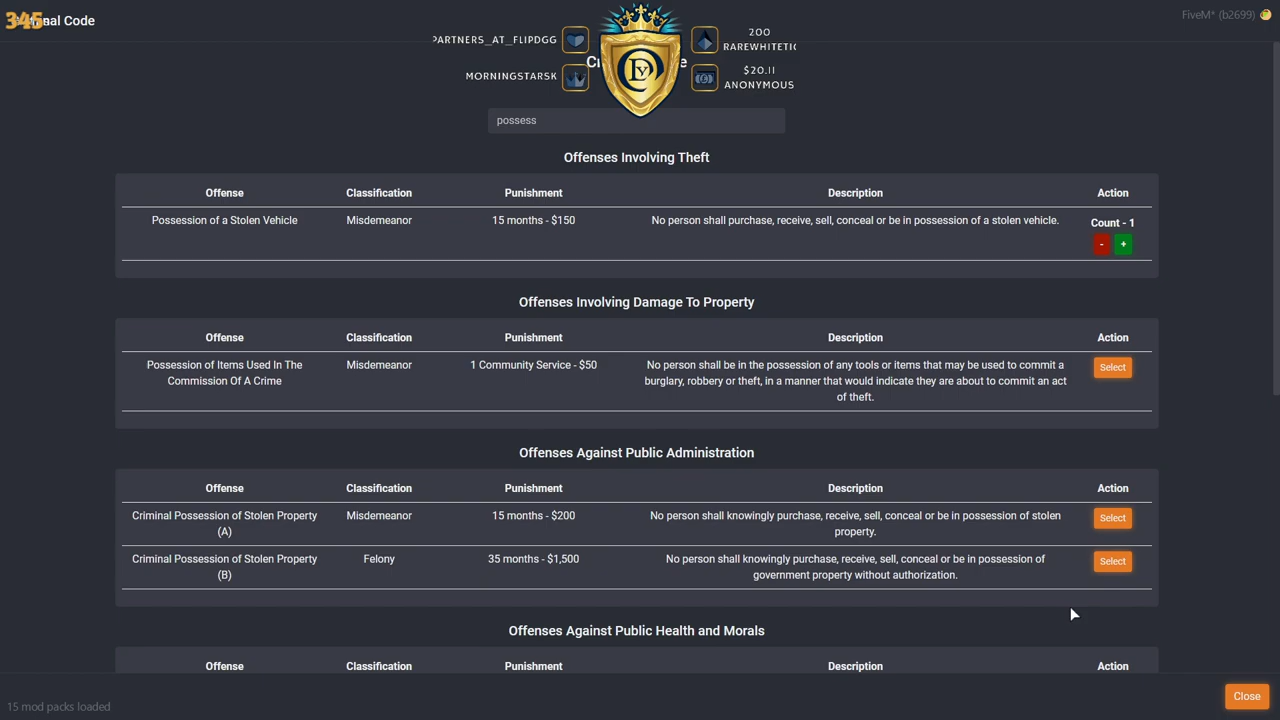 345
nal Code
FiveM* (b2699)
PARTNERS_AT_FLIPDGG
200
RAREWHITETIC
MORNINGSTARSK
$20.11
ANONYMOUS
DY
possess
Offenses Involving Theft
Offense Classification Punishment Description Action
Possession of a Stolen Vehicle Misdemeanor 15 months - $150 No person shall purchase, receive, sell, conceal or be in possession of a stolen vehicle. Count - 1
- +
Offenses Involving Damage To Property
Offense Classification Punishment Description Action
Possession of Items Used In The Misdemeanor 1 Community Service - $50 No person shall be in the possession of any tools or items that may be used to commit a Select
Commission Of A Crime burglary, robbery or theft, in a manner that would indicate they are about to commit an act
of theft.
Offenses Against Public Administration
Offense Classification Punishment Description Action
Criminal Possession of Stolen Property Misdemeanor 15 months - $200 No person shall knowingly purchase, receive, sell, conceal or be in possession of stolen Select
(A) property.
Criminal Possession of Stolen Property Felony 35 months - $1,500 No person shall knowingly purchase, receive, sell, conceal or be in possession of Select
(B) government property without authorization.
Offenses Against Public Health and Morals
Offense Classification Punishment Description Action
15 mod packs loaded
Close